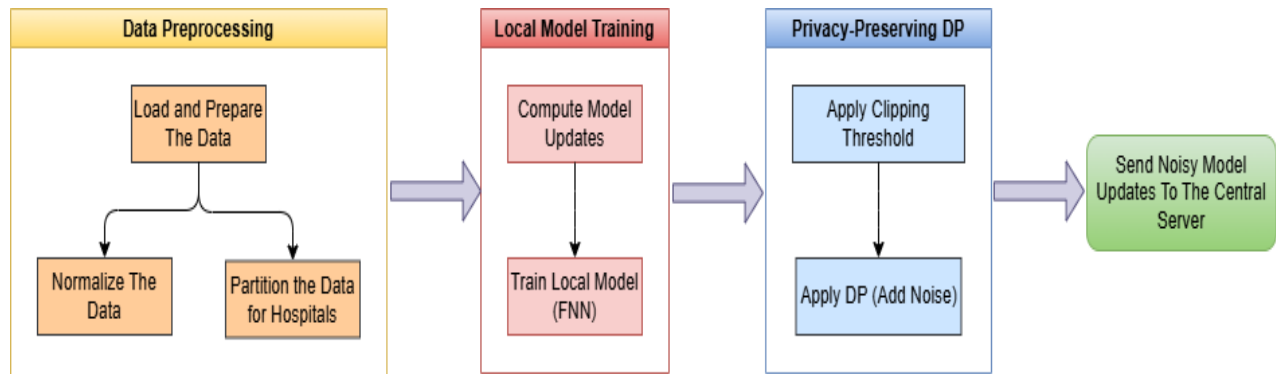 Data Preprocessing
Load and Prepare
The Data
Normalize The
Data
Partition the Data
for Hospitals
Local Model Training
Compute Model
Updates
Train Local Model
(FNN)
Privacy-Preserving DP
Apply Clipping
Threshold
Apply DP (Add Noise)
Send Noisy Model
Updates To The Central
Server